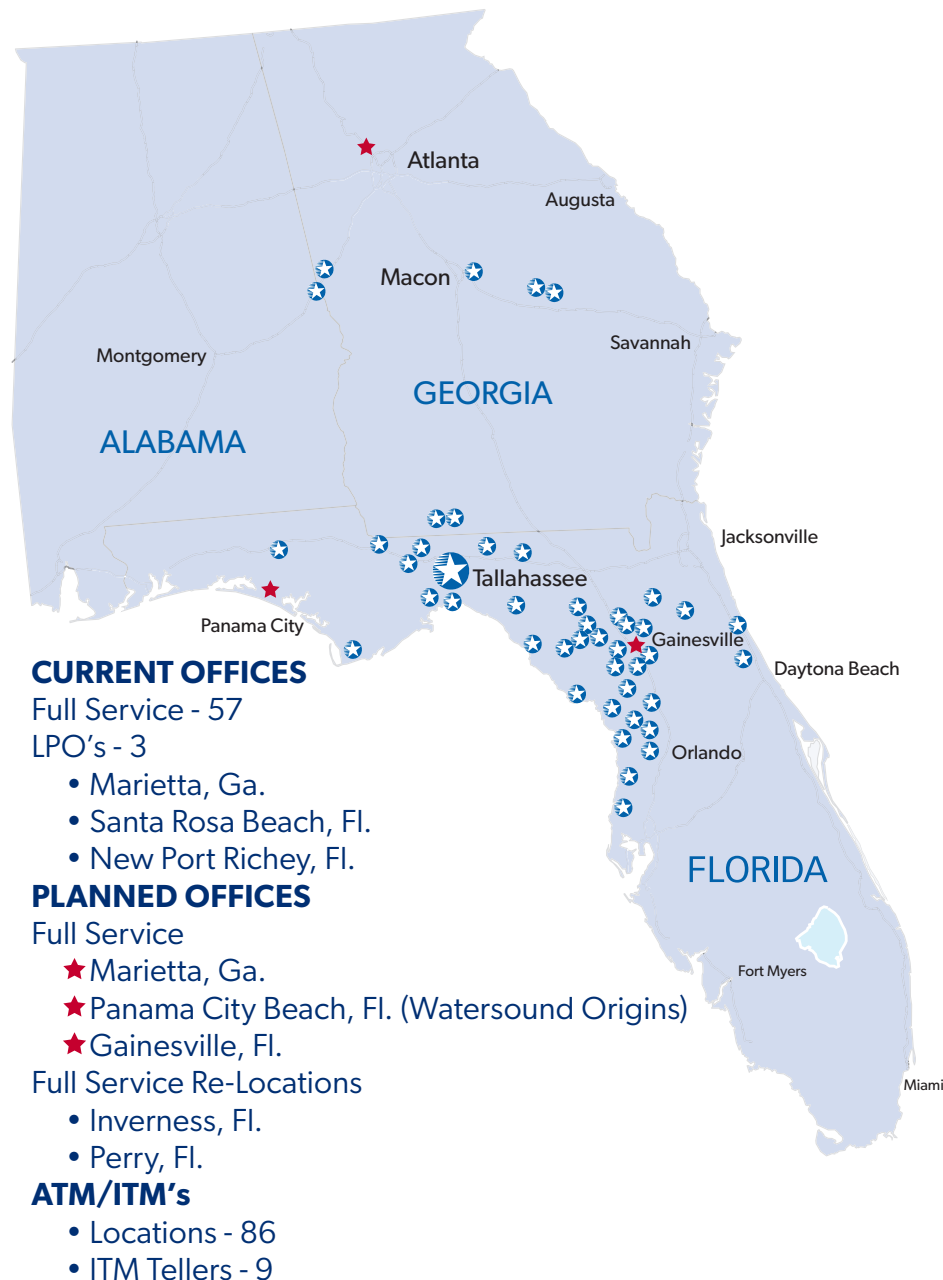 Atlanta
Augusta
Macon
Savannah
Montgomery
GEORGIA
ALABAMA
Jacksonville
Tallahassee
Panama City
Gainesville
Daytona Beach
Orlando
FLORIDA
Fort Myers
Miami
CURRENT OFFICES
Full Service - 57
LPO's - 3
• Marietta, Ga.
• Santa Rosa Beach, Fl.
• New Port Richey, Fl.
PLANNED OFFICES
Full Service
★ Marietta, Ga.
★ Panama City Beach, Fl. (Watersound Origins)
★ Gainesville, Fl.
Full Service Re-Locations
• Inverness, Fl.
• Perry, Fl.
ATM/ITM's
• Locations - 86
• ITM Tellers - 9